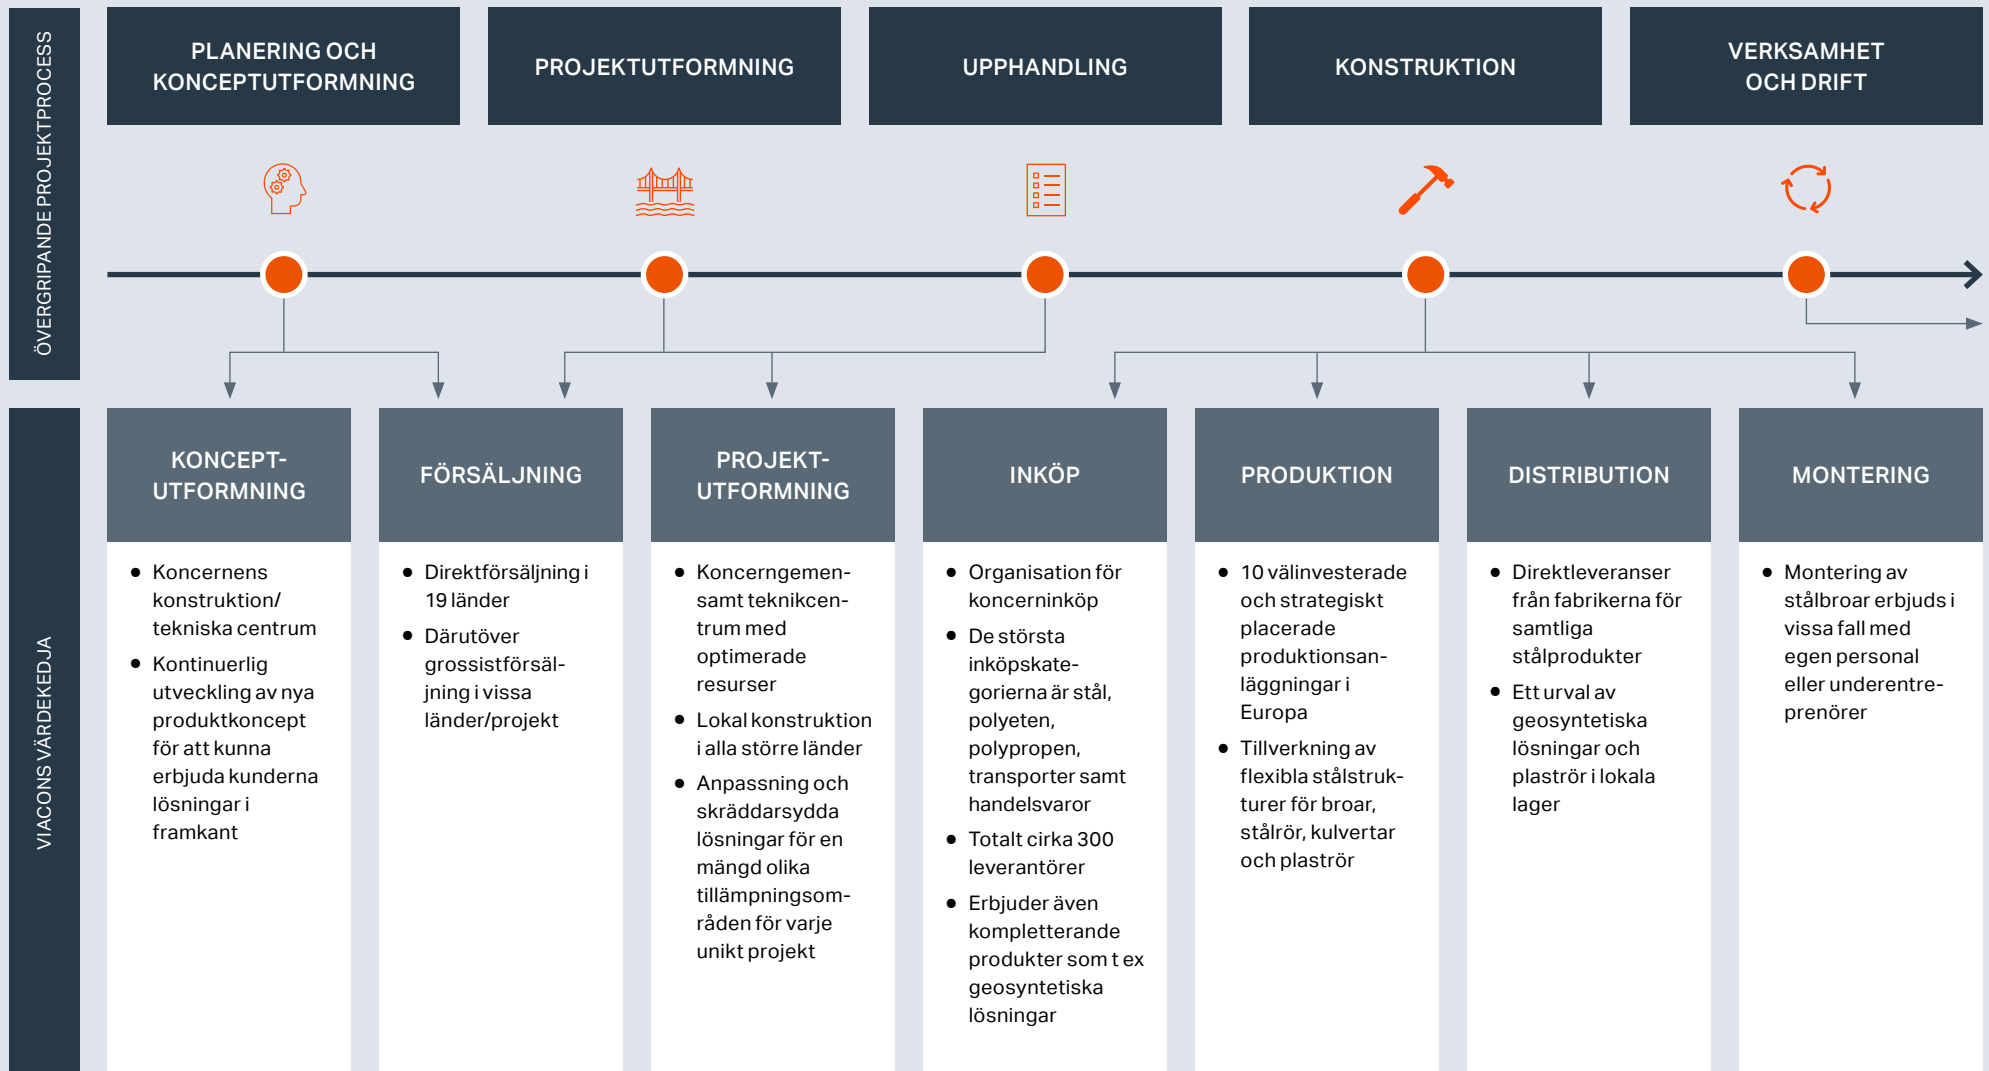 ÖVERGRIPANDE PROJEKTPROCESS
PLANERING OCH
KONCEPTUTFORMNING
PROJEKTUTFORMNING
UPPHANDLING
KONSTRUKTION
VERKSAMHET
OCH DRIFT
VIACONS VÄRDEKEDJA
KONCEPT-
UTFORMNING
• Koncernens
konstruktion/
tekniska centrum
• Kontinuerlig
utveckling av nya
produktkoncept
för att kunna
erbjuda kunderna
lösningar i
framkant
FÖRSÄLJNING
• Direktförsäljning i
19 länder
• Därutöver
grossistförsäl-
jning i vissa
länder/projekt
PROJEKT-
UTFORMNING
• Koncerngemen-
samt teknikcen-
trum med
optimerade
resurser
• Lokal konstruktion
i alla större länder
• Anpassning och
skräddarsydda
lösningar för en
mängd olika
tillämpningsom-
råden för varje
unikt projekt
INKÖP
• Organisation för
koncerninköp
• De största
inköpskate-
gorierna är stål,
polyeten,
polypropen,
transporter samt
handelsvaror
• Totalt cirka 300
leverantörer
• Erbjuder även
kompletterande
produkter som t ex
geosyntetiska
lösningar
PRODUKTION
• 10 välinvesterade
och strategiskt
placerade
produktionsan-
läggningar i
Europa
• Tillverkning av
flexibla stålstruk-
turer för broar,
stålrör, kulvertar
och plaströr
DISTRIBUTION
• Direktleveranser
från fabrikerna för
samtliga
stålprodukter
• Ett urval av
geosyntetiska
lösningar och
plaströr i lokala
lager
MONTERING
• Montering av
stålbroar erbjuds i
vissa fall med
egen personal
eller underentre-
prenörer